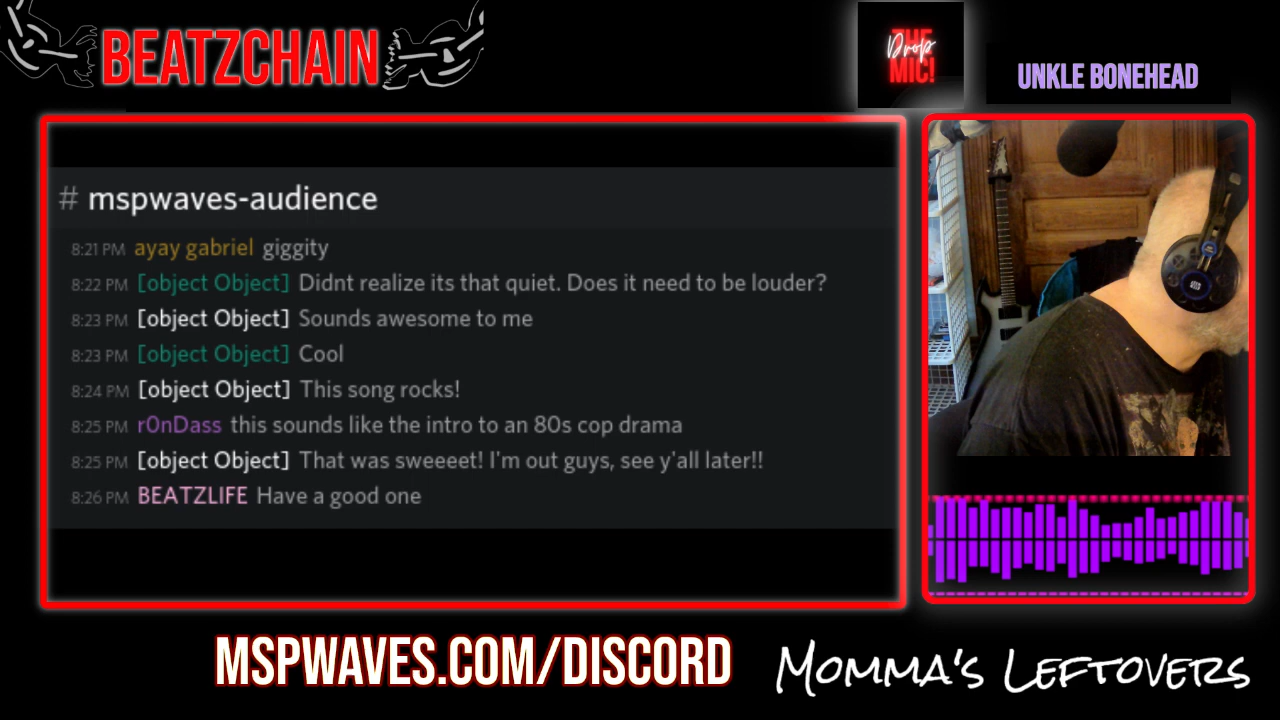 BEATZCHAIN
THE
Drop
MIC!
UNKLE BONEHEAD
# mspwaves-audience
8:21 PM ayay gabriel giggity
8:22 PM [object Object] Didnt realize its that quiet. Does it need to be louder?
8:23 PM [object Object] Sounds awesome to me
8:23 PM [object Object] Cool
8:24 PM [object Object] This song rocks!
8:25 PM r0nDass this sounds like the intro to an 80s cop drama
8:25 PM [object Object] That was sweeeet! I'm out guys, see y'all later!!
8:26 PM BEATZLIFE Have a good one
MSPWAVES.COM/DISCORD
MOMMA'S LEFTOVERS